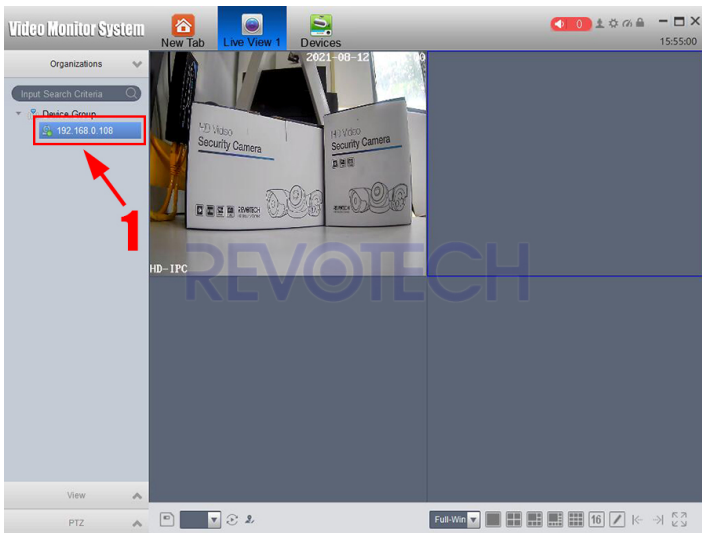 Video Monitor System
New Tab
Live View 1
Devices
0
15:55:00
Organizations
Input Search Criteria
Device Group
192.168.0.108
1
2021-08-12
HD Video
Security Camera
REVOTECH
HD Video
Security Camera
REVOTECH
HD-IPC
REVOTECH
View
PTZ
Full-Win
16